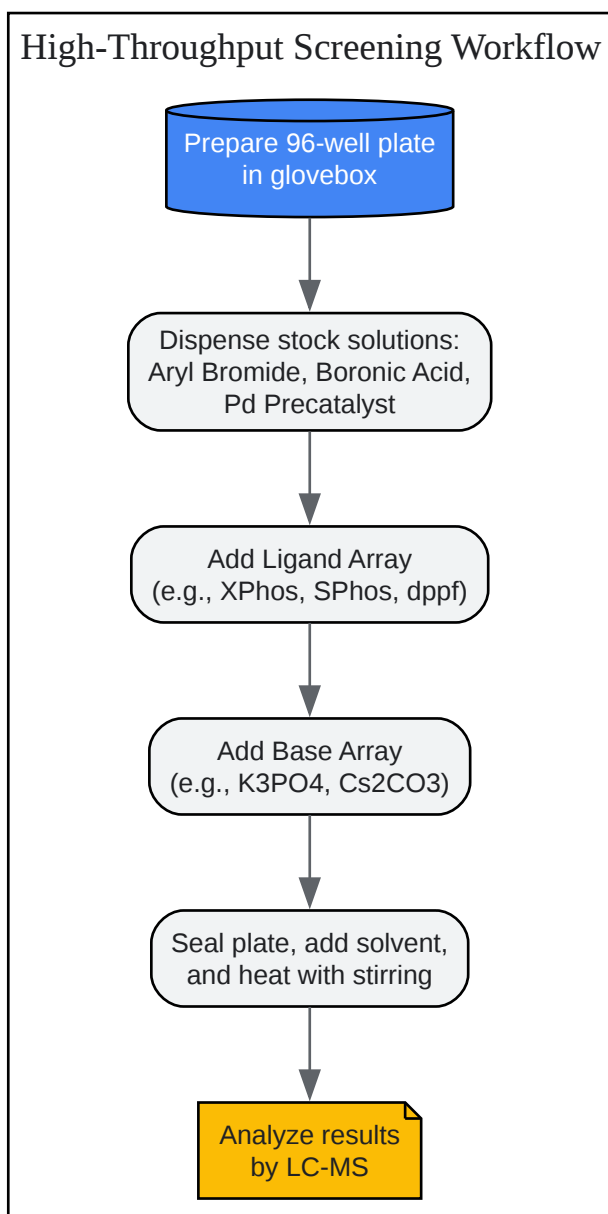 High-Throughput Screening Workflow
Prepare 96-well plate
in glovebox
Dispense stock solutions:
Aryl Bromide, Boronic Acid,
Pd Precatalyst
Add Ligand Array
(e.g., XPhos, SPhos, dppf)
Add Base Array
(e.g., K3PO4, Cs2CO3)
Seal plate, add solvent,
and heat with stirring
Analyze results
by LC-MS